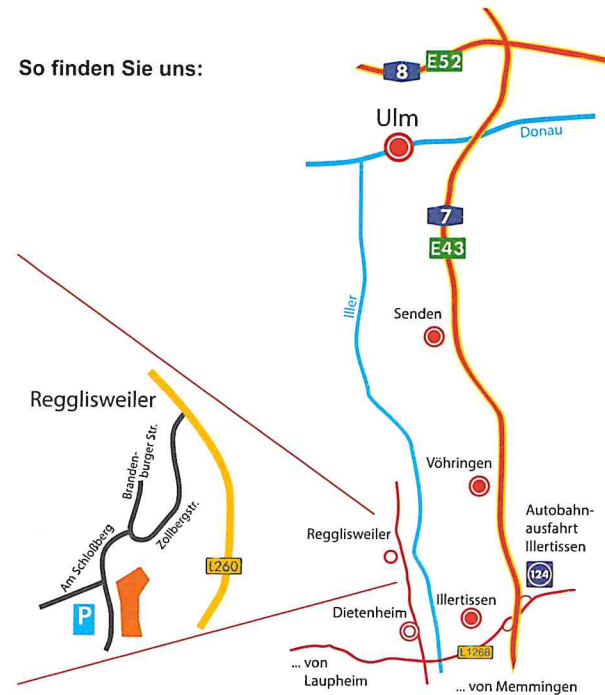 So finden Sie uns:
8
E52
Ulm
Donau
7
E43
Iller
Senden
Regglisweiler
Branden-
burger Str.
Zollbergstr.
Am Schloßberg
L260
P
Vöhringen
Autobahn-
ausfahrt
Illertissen
124
Regglisweiler
Dietenheim
Illertissen
L1268
... von
Laupheim
... von Memmingen